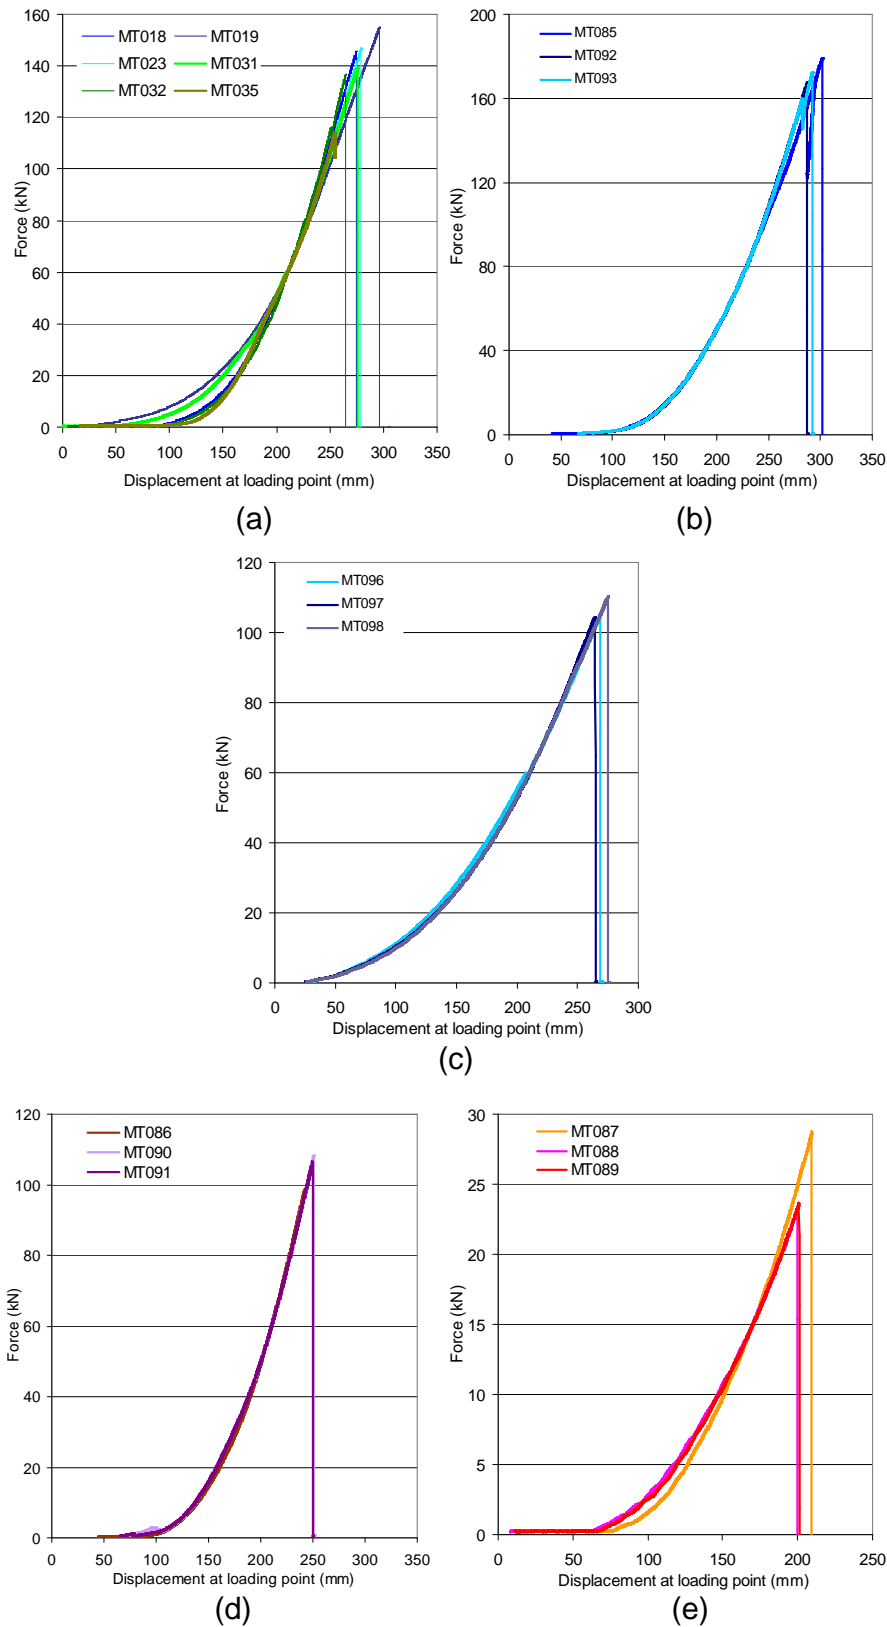 160
140
120
100
80
60
40
20
0
Force (kN)
MT018 MT019
MT023 MT031
MT032 MT035
0 50 100 150 200 250 300 350
Displacement at loading point (mm)
(a)
200
160
120
80
40
0
Force (kN)
MT085
MT092
MT093
0 50 100 150 200 250 300 350
Displacement at loading point (mm)
(b)
120
100
80
60
40
20
0
Force (kN)
MT096
MT097
MT098
0 50 100 150 200 250 300
Displacement at loading point (mm)
(c)
120
100
80
60
40
20
0
Force (kN)
MT086
MT090
MT091
0 50 100 150 200 250 300 350
Displacement at loading point (mm)
(d)
30
25
20
15
10
5
0
Force (kN)
MT087
MT088
MT089
0 50 100 150 200 250
Displacement at loading point (mm)
(e)